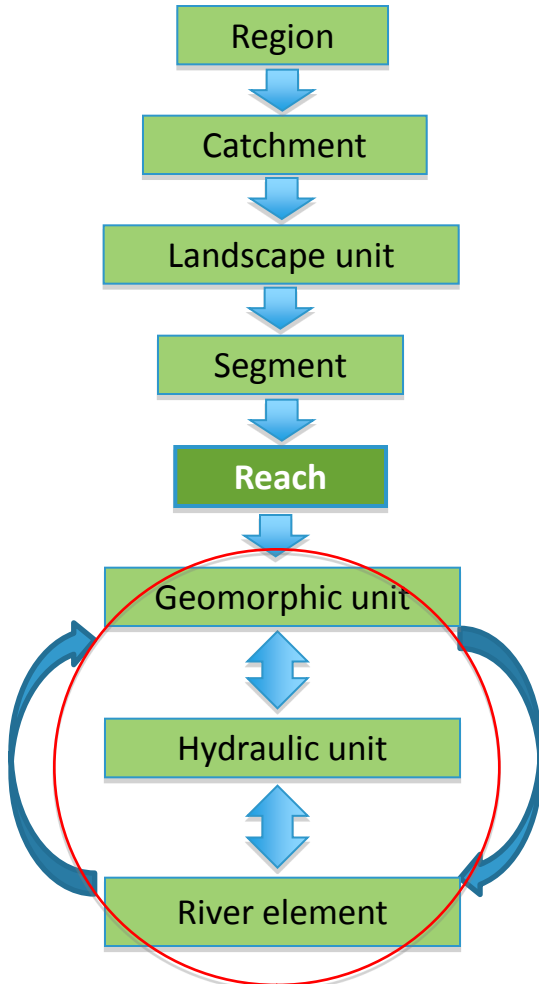 Region
Catchment
Landscape unit
Segment
Reach
Geomorphic unit
Hydraulic unit
River element